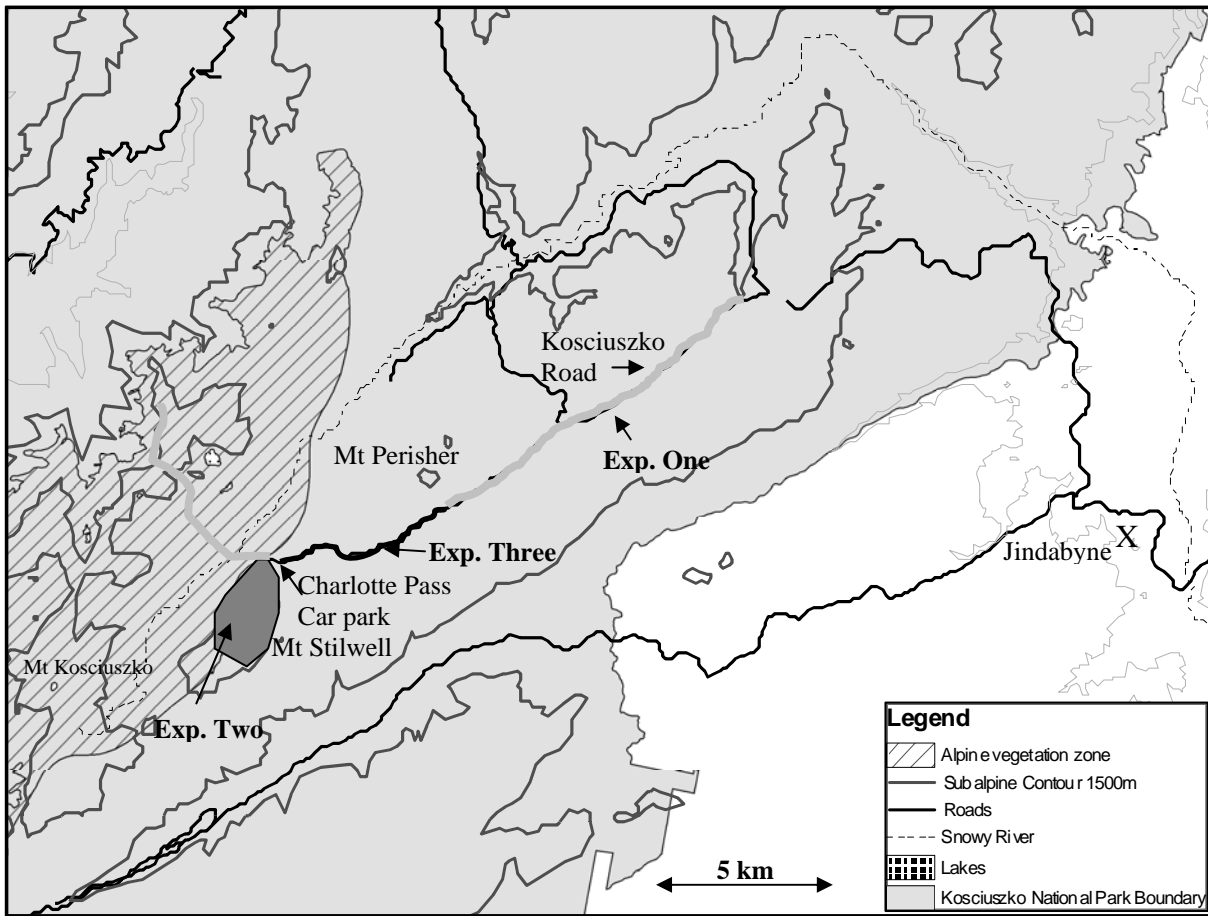 Kosciuszko
Road
Mt Perisher
Exp. One
Exp. Three
Jindabyne X
Charlotte Pass
Car park
Mt Stilwell
Mt Kosciuszko
Exp. Two
5 km
Legend
Alpine vegetation zone
Sub alpine Contour 1500m
Roads
Snowy River
Lakes
Kosciuszko National Park Boundary